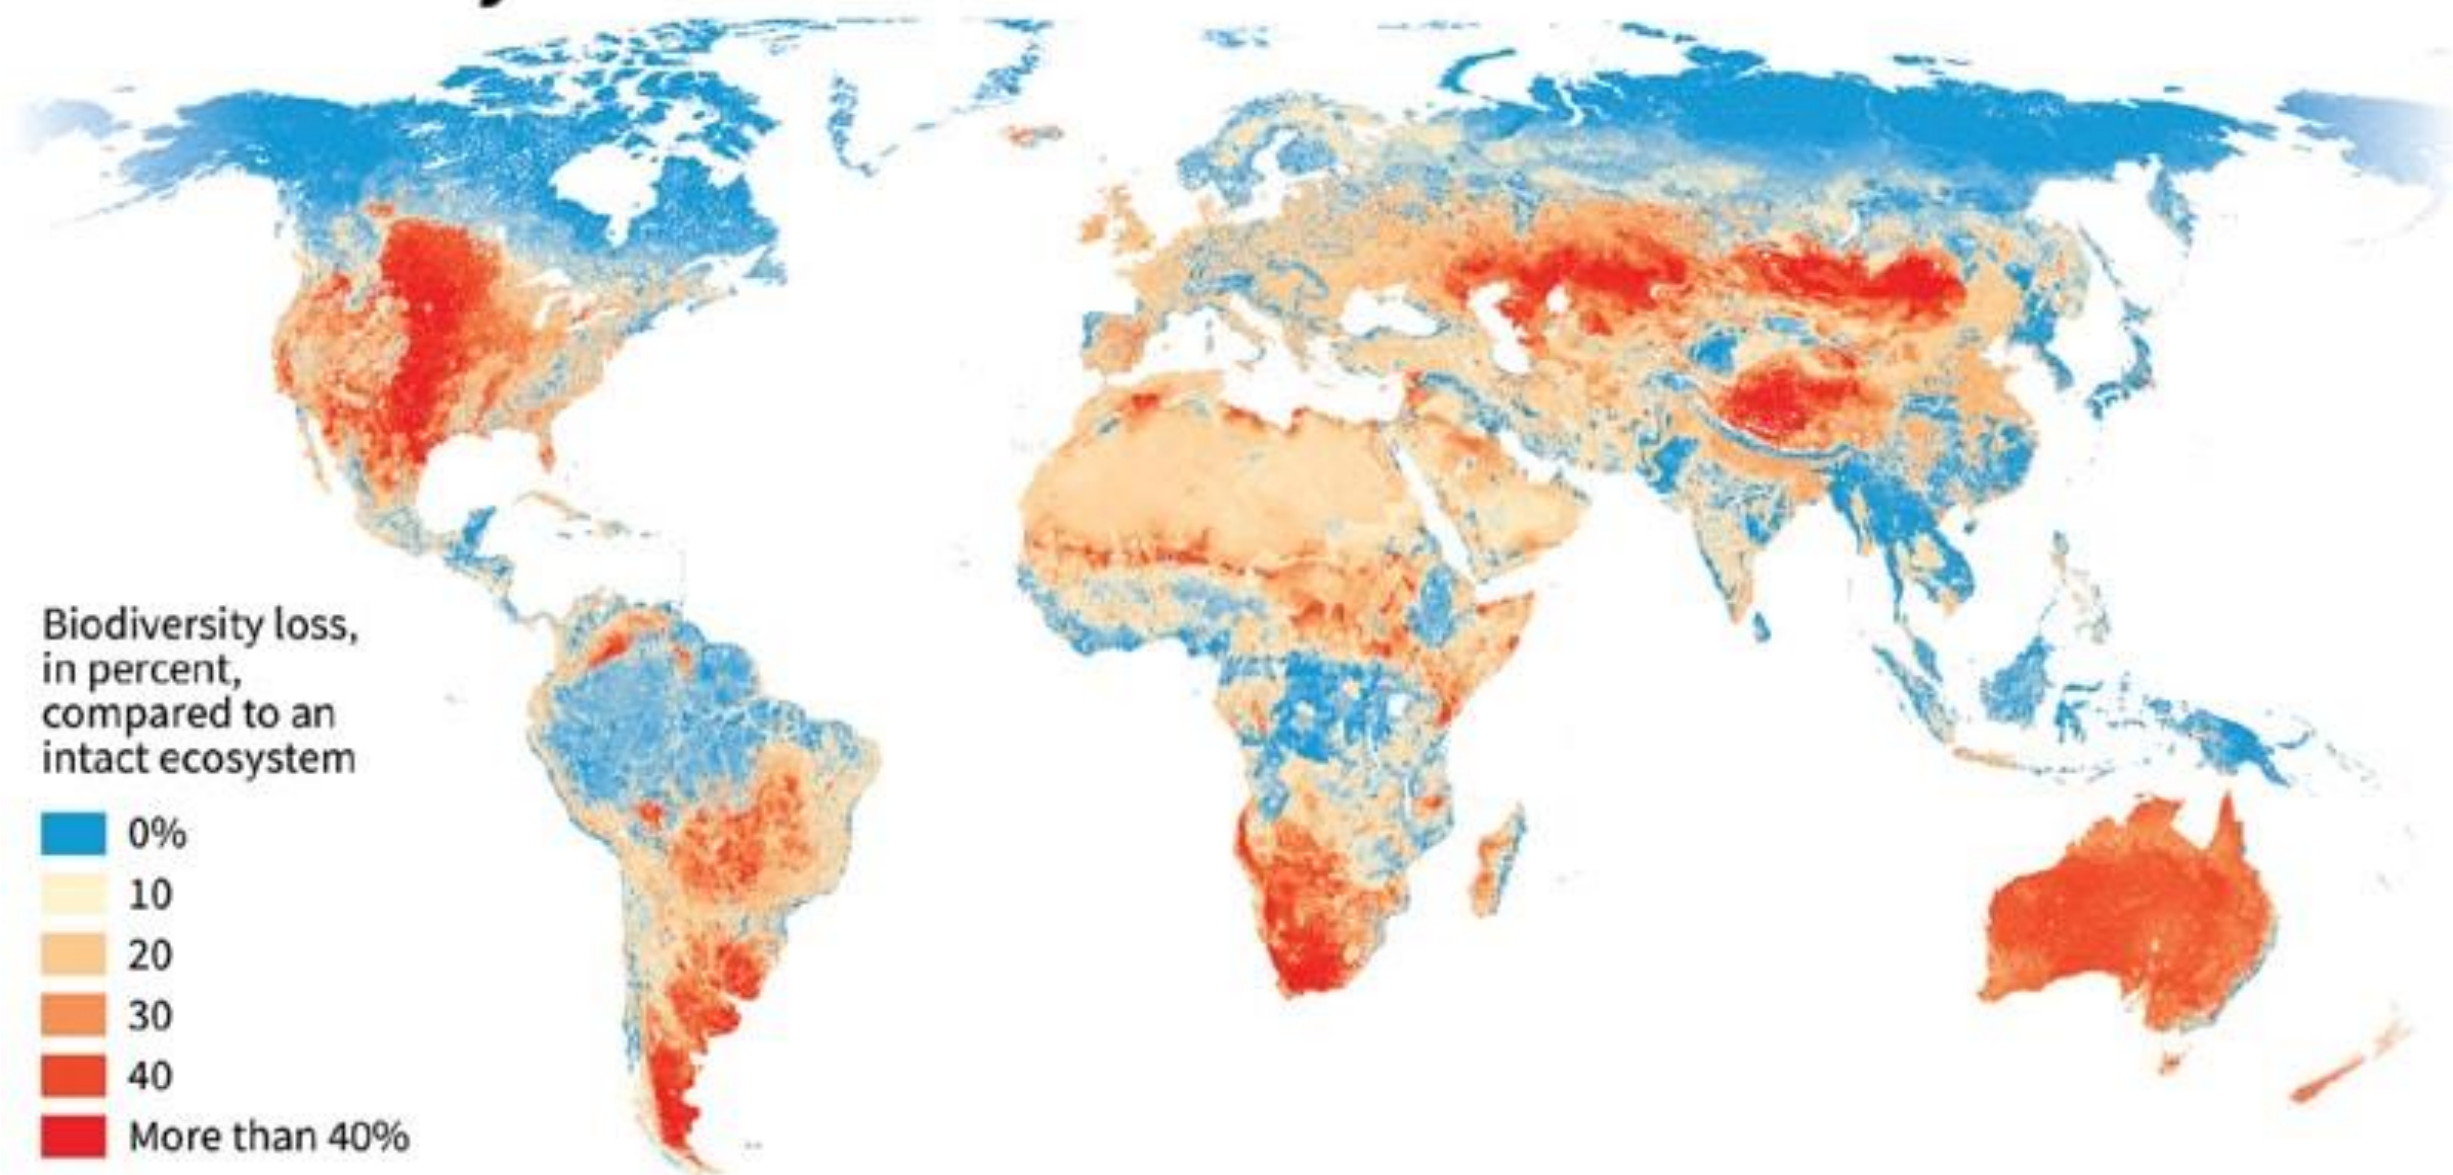 Biodiversity loss,
in percent,
compared to an
intact ecosystem
0%
10
20
30
40
More than 40%